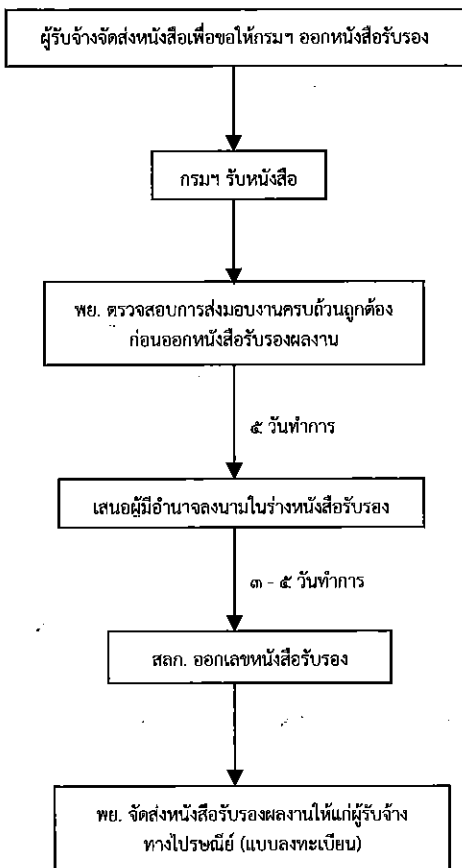 ผู้รับจ้างจัดส่งหนังสือเพื่อขอให้กรมฯ ออกหนังสือรับรอง
กรมฯ รับหนังสือ
พย. ตรวจสอบการส่งมอบงานครบถ้วนถูกต้อง
ก่อนออกหนังสือรับรองผลงาน
๕ วันทำการ
เสนอผู้มีอำนาจลงนามในร่างหนังสือรับรอง
๓ - ๕ วันทำการ
สลก. ออกเลขหนังสือรับรอง
พย. จัดส่งหนังสือรับรองผลงานให้แก่ผู้รับจ้าง
ทางไปรษณีย์ (แบบลงทะเบียน)